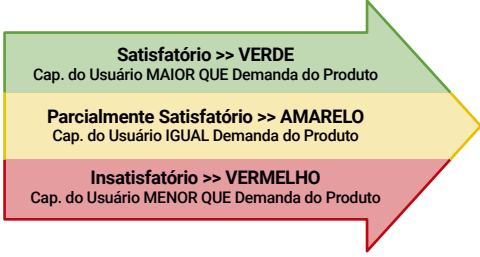 Satisfatório >> VERDE
Cap. do Usuário MAIOR QUE Demanda do Produto
Parcialmente Satisfatório >> AMARELO
Cap. do Usuário IGUAL Demanda do Produto
Insatisfatório >> VERMELHO
Cap. do Usuário MENOR QUE Demanda do Produto